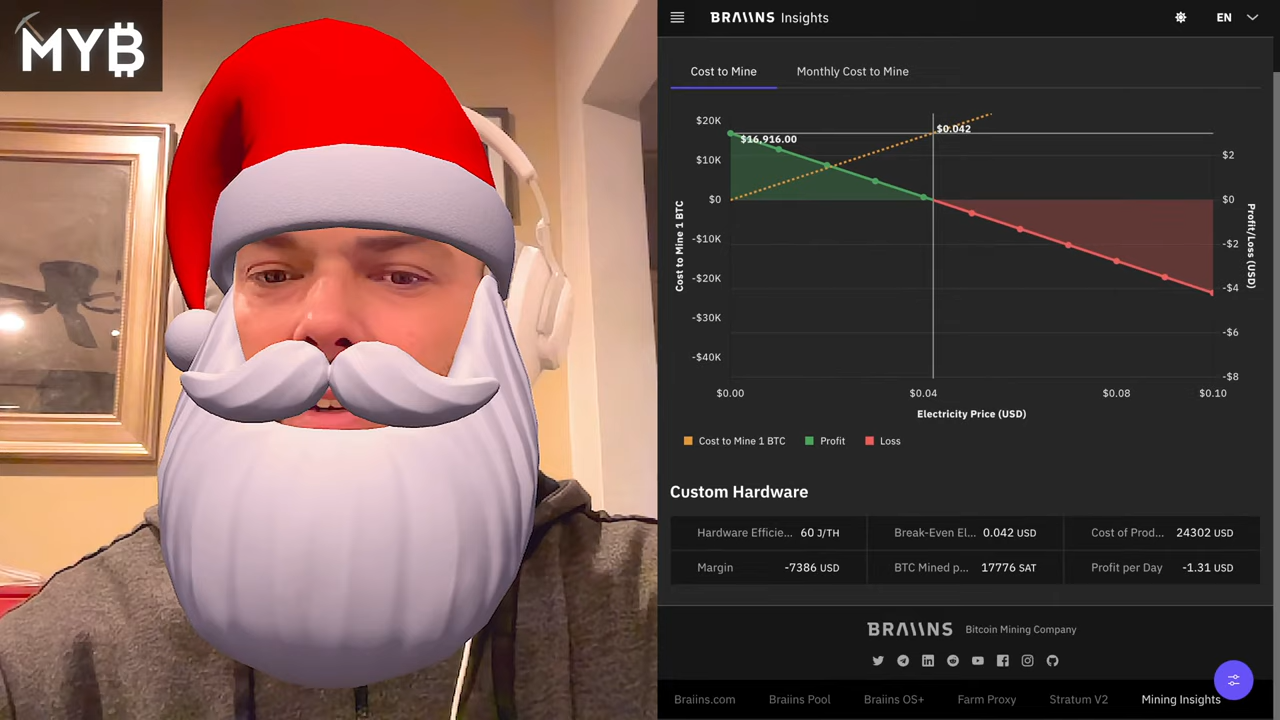 MY₿
BRAIINS Insights
EN
Cost to Mine
Monthly Cost to Mine
$20K
$10K
$0
-$10K
-$20K
-$30K
-$40K
Cost to Mine 1 BTC
$16,916.00
$0.042
$2
$0
-$2
-$4
-$6
-$8
Profit/Loss (USD)
$0.00
$0.04
$0.08
$0.10
Electricity Price (USD)
Cost to Mine 1 BTC
Profit
Loss
Custom Hardware
Hardware Efficie... 60 J/TH
Break-Even El... 0.042 USD
Cost of Prod... 24302 USD
Margin -7386 USD
BTC Mined p... 17776 SAT
Profit per Day -1.31 USD
BRAIINS Bitcoin Mining Company
Braiins.com
Braiins Pool
Braiins OS+
Farm Proxy
Stratum V2
Mining Insights